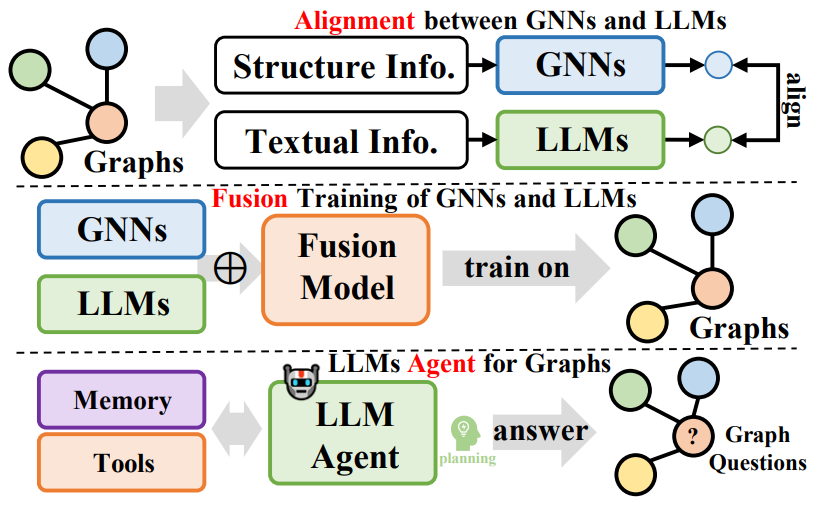 Alignment between GNNs and LLMs
Structure Info.
GNNs
Textual Info.
LLMs
align
Graphs
Fusion Training of GNNs and LLMs
GNNs
LLMs
Fusion
Model
train on
Graphs
LLMs Agent for Graphs
Memory
Tools
LLM
Agent
planning
answer
?
Graph
Questions